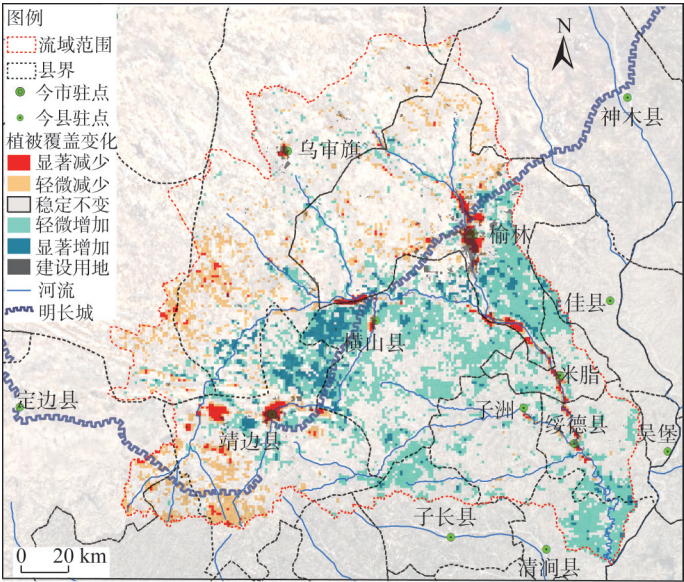 图例
流域范围
县界
今市驻点
今县驻点
植被覆盖变化
显著减少
轻微减少
稳定不变
轻微增加
显著增加
建设用地
河流
明长城
N
神木县
乌审旗
榆林
佳县
横山县
米脂
定边县
子洲
绥德县
吴堡
靖边县
子长县
清涧县
0 20 km